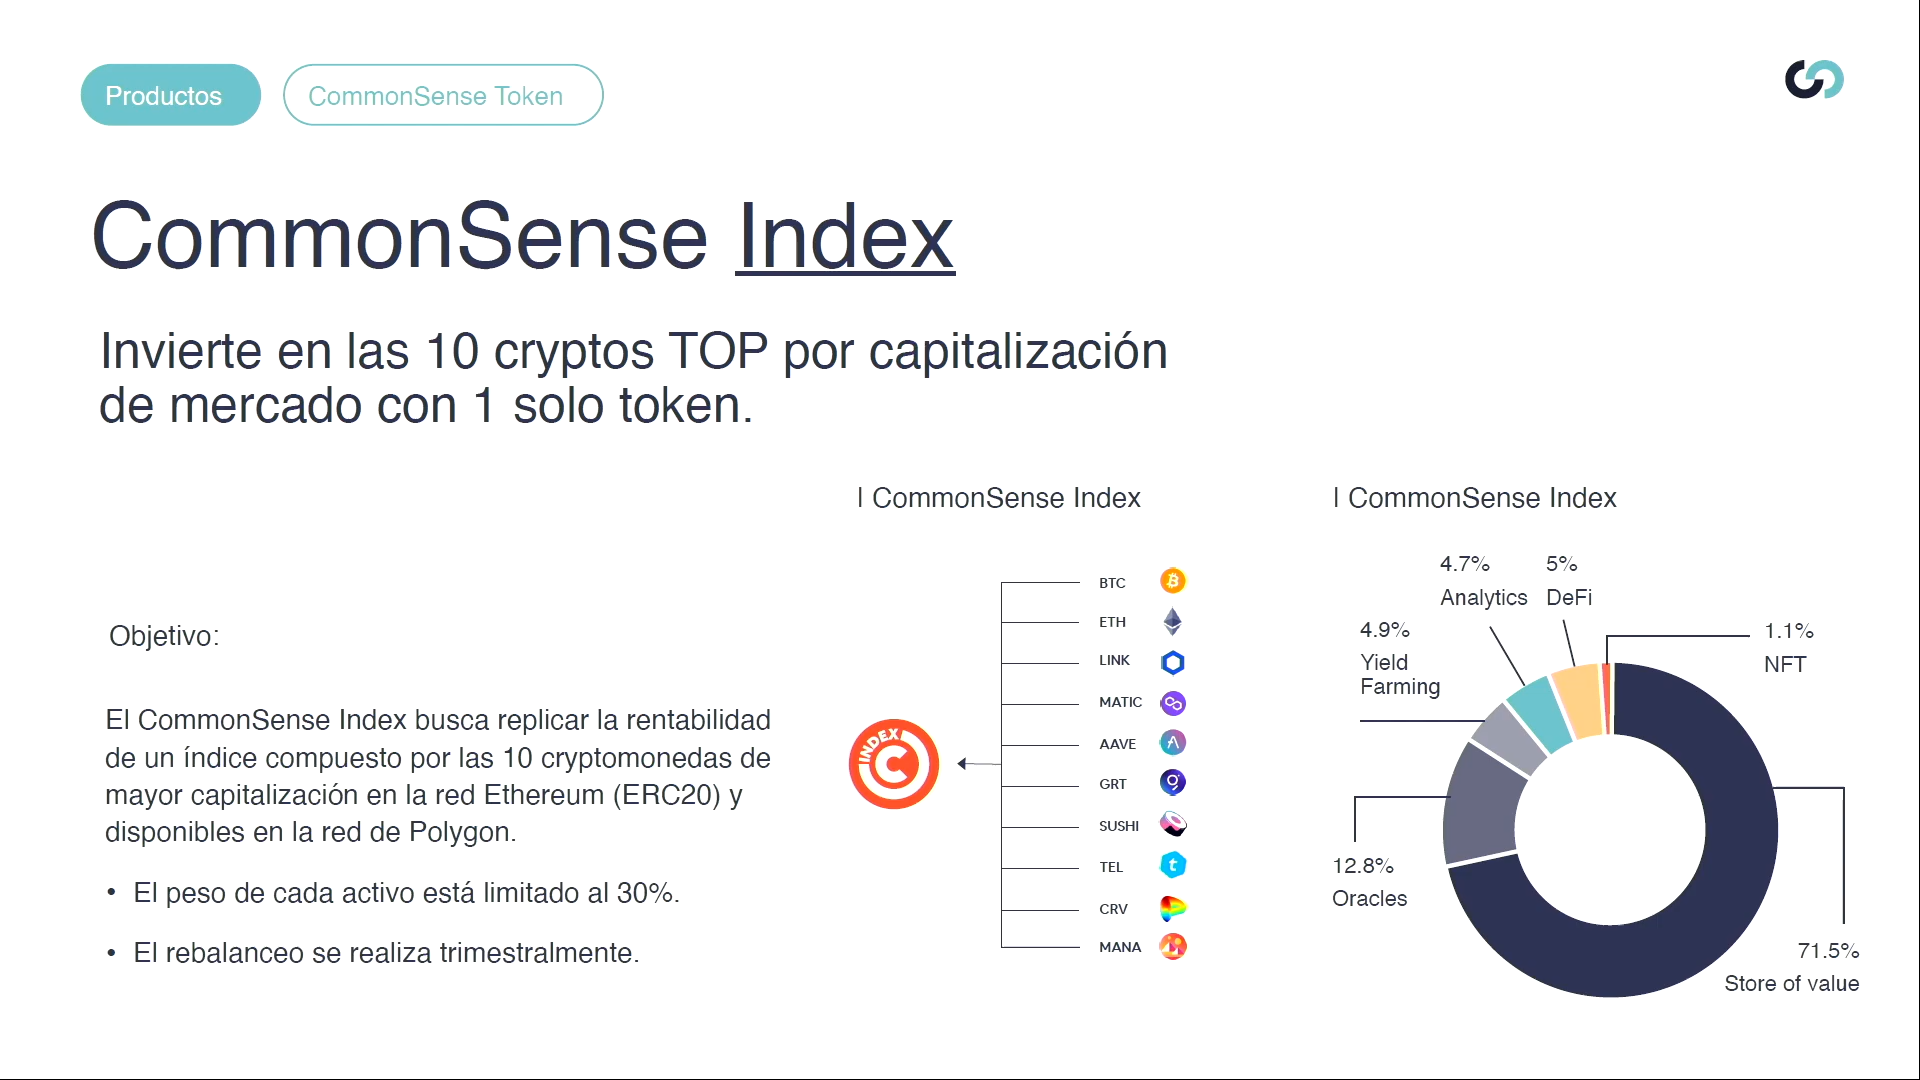 Productos
CommonSense Token
CommonSense Index
Invierte en las 10 cryptos TOP por capitalización
de mercado con 1 solo token.
Objetivo:
El CommonSense Index busca replicar la rentabilidad
de un índice compuesto por las 10 cryptomonedas de
mayor capitalización en la red Ethereum (ERC20) y
disponibles en la red de Polygon.
• El peso de cada activo está limitado al 30%.
• El rebalanceo se realiza trimestralmente.
| CommonSense Index
INDEX
BTC
ETH
LINK
MATIC
AAVE
GRT
SUSHI
TEL
CRV
MANA
| CommonSense Index
4.7%
Analytics
5%
DeFi
4.9%
Yield
Farming
1.1%
NFT
12.8%
Oracles
71.5%
Store of value